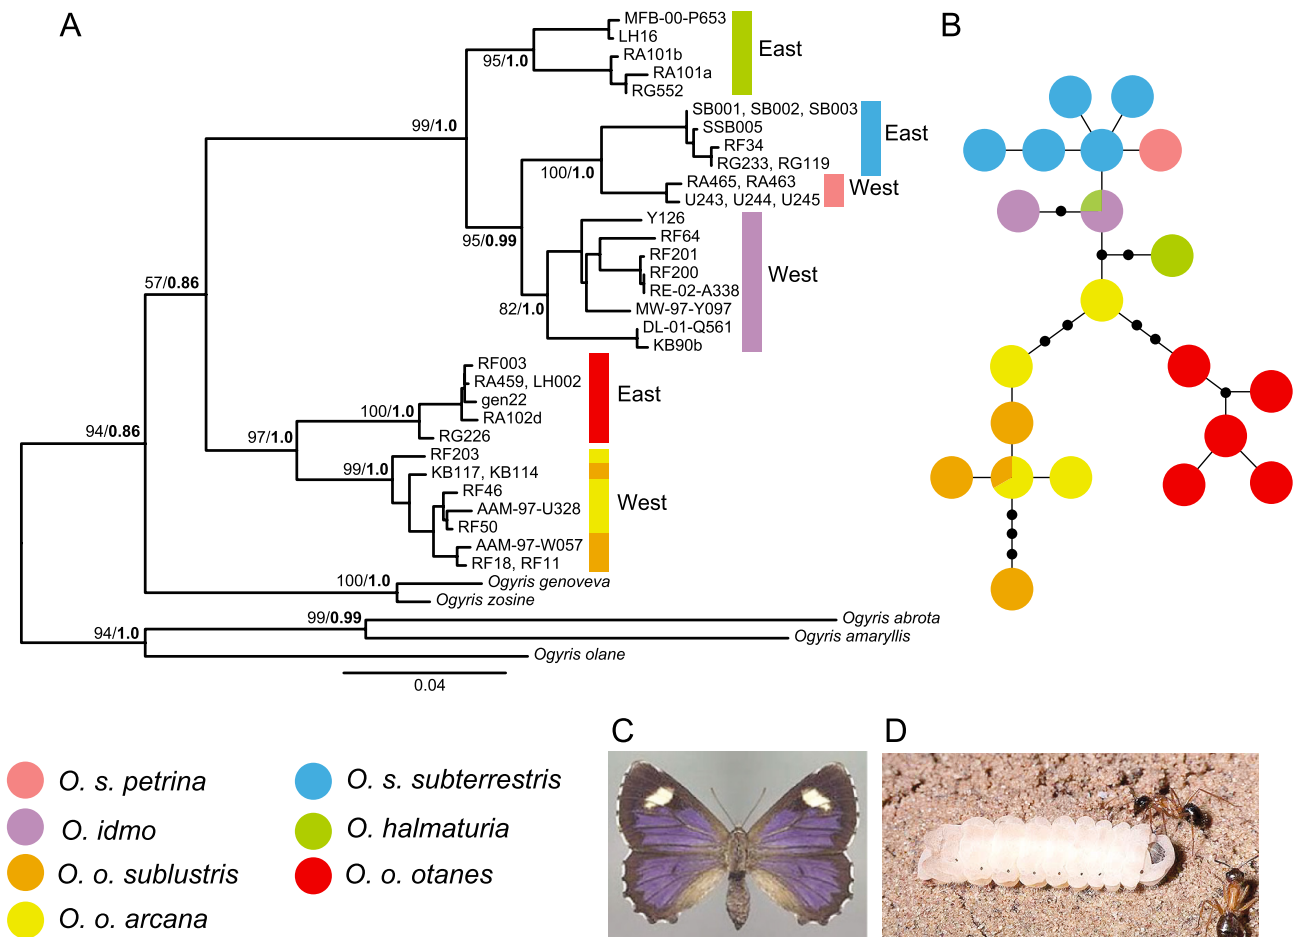 A
B
MFB-00-P653
LH16
RA101b
RA101a
RG552
East
95/1.0
99/1.0
SB001, SB002, SB003
SSB005
RF34
RG233, RG119
East
100/1.0
RA465, RA463
U243, U244, U245
West
95/0.99
Y126
RF64
RF201
RF200
RE-02-A338
MW-97-Y097
DL-01-Q561
KB90b
West
82/1.0
57/0.86
RF003
RA459, LH002
gen22
RA102d
RG226
East
100/1.0
97/1.0
94/0.86
99/1.0
RF203
KB117, KB114
RF46
AAM-97-U328
RF50
AAM-97-W057
RF18, RF11
West
100/1.0
Ogyris genoveva
Ogyris zosine
94/1.0
99/0.99
Ogyris abrota
Ogyris amaryllis
Ogyris olane
0.04
O. s. petrina
O. idmo
O. o. sublustris
O. o. arcana
O. s. subterrestris
O. halmaturia
O. o. otanes
C
D